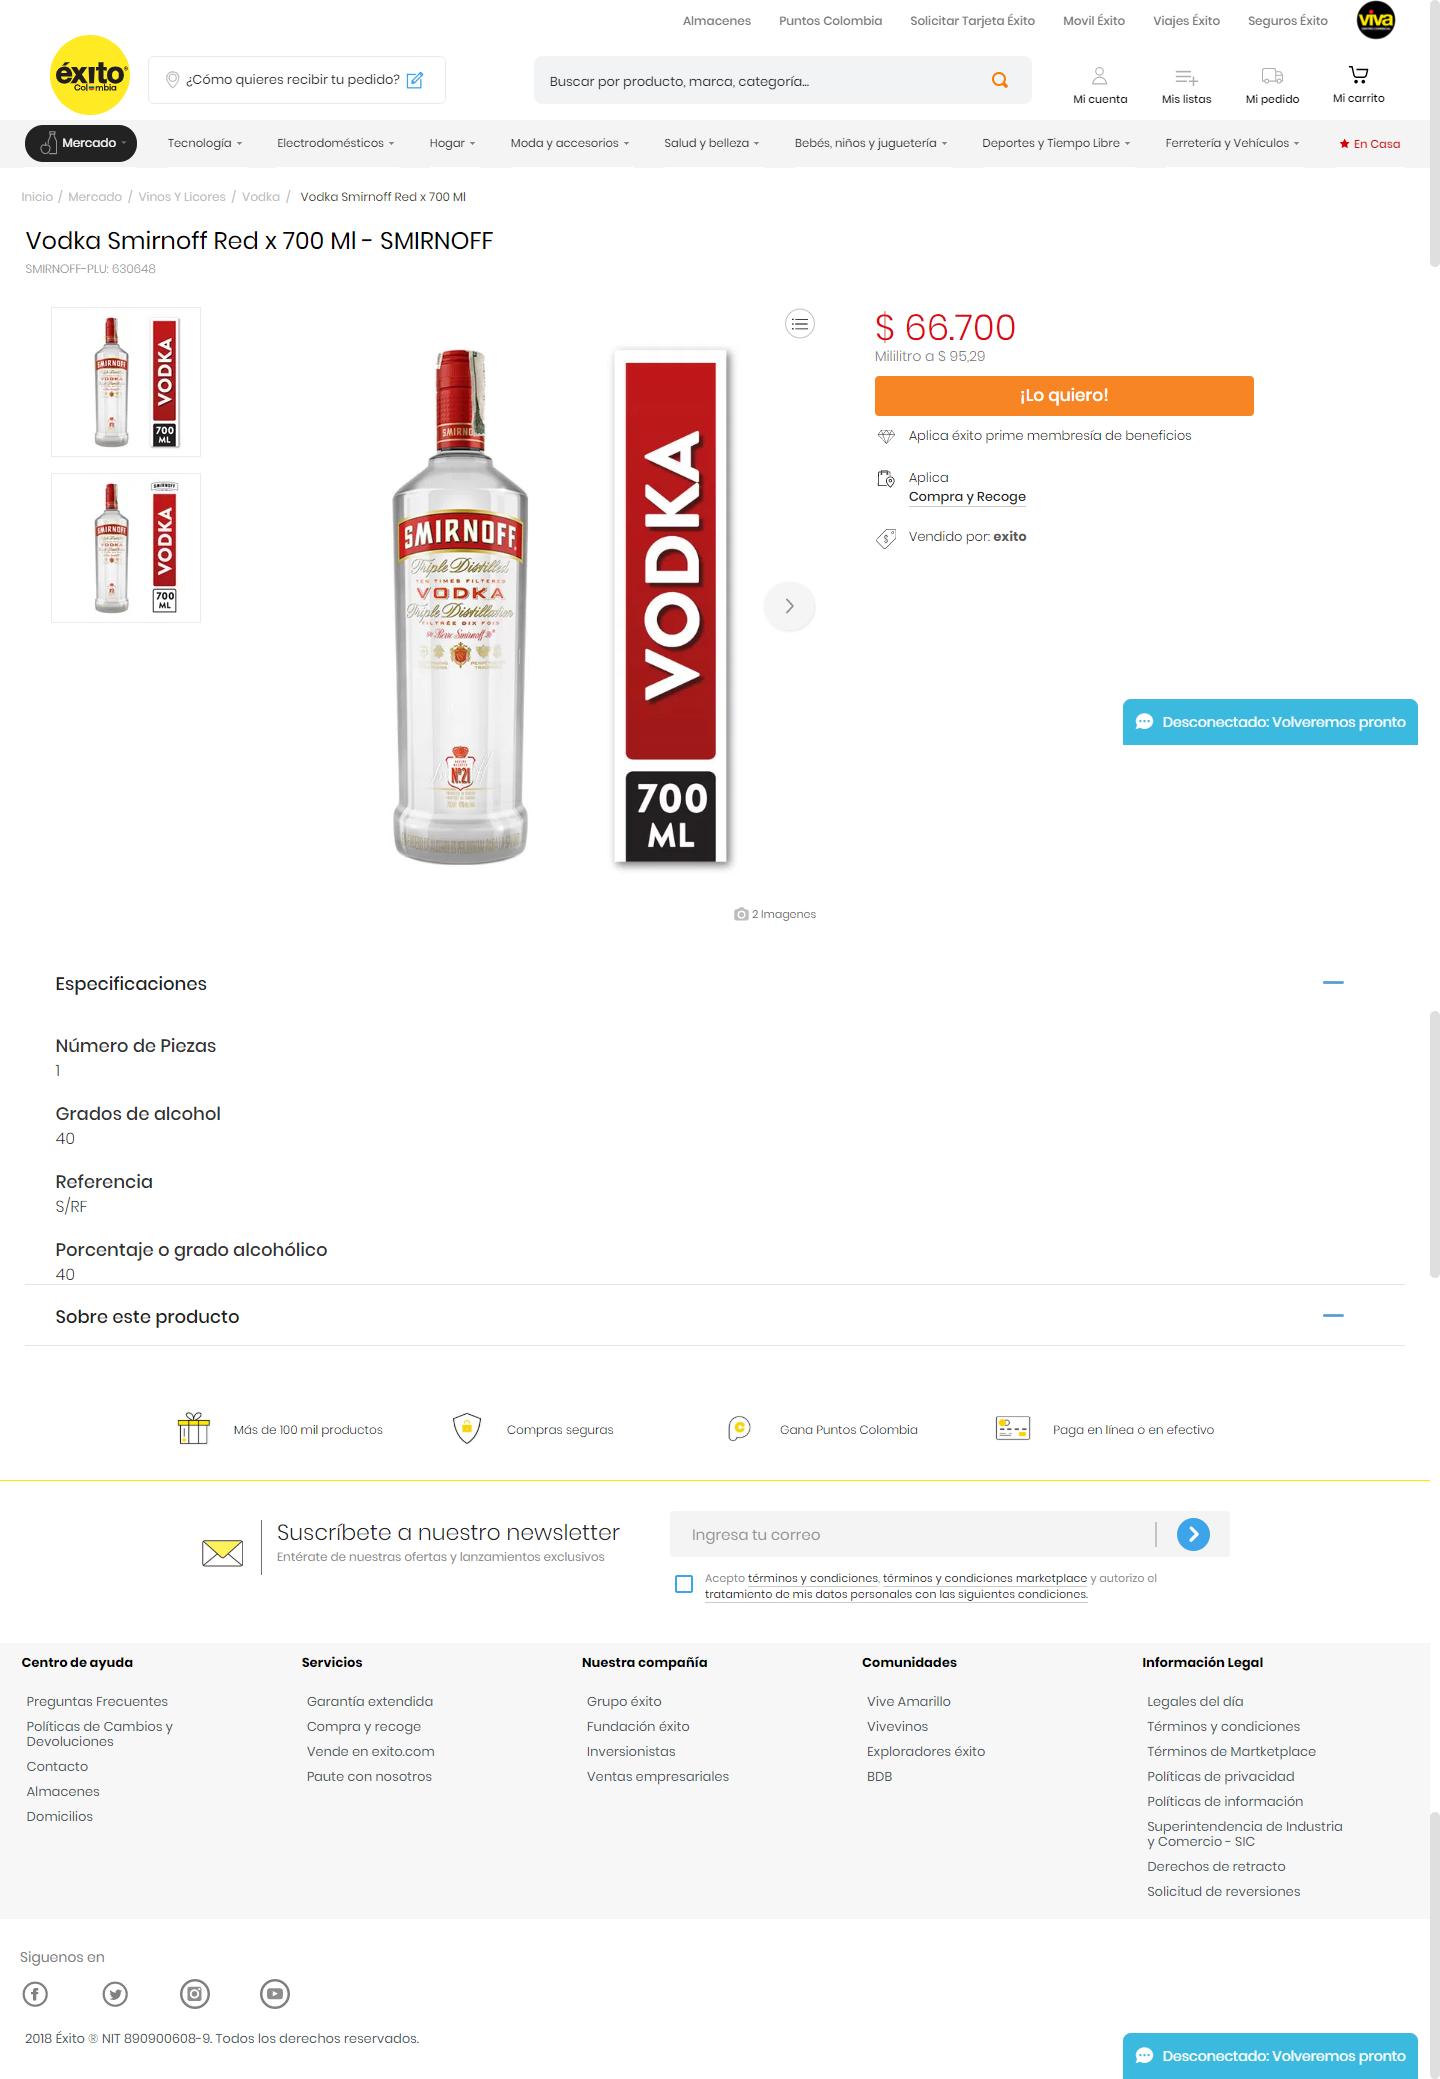 Almacenes Puntos Colombia Solicitar Tarjeta Éxito Movil Éxito Viajes Éxito Seguros Éxito viva
éxito
Colombia
¿Cómo quieres recibir tu pedido?
Buscar por producto, marca, categoría...
Mi cuenta Mis listas Mi pedido Mi carrito
Mercado Tecnología Electrodomésticos Hogar Moda y accesorios Salud y belleza Bebés, niños y juguetería Deportes y Tiempo Libre Ferretería y Vehículos En Casa
Inicio / Mercado / Vinos Y Licores / Vodka / Vodka Smirnoff Red x 700 Ml
Vodka Smirnoff Red x 700 Ml - SMIRNOFF
SMIRNOFF-PLU: 630648
SMIRNOFF
VODKA
VODKA
700
ML
SMIRNOFF
SMIRNOFF
VODKA
VODKA
700
ML
SMIRNOFF
Triple Distilled
TEN TIMES FILTERED
VODKA
Triple Distillation
FILTRÉE DIX FOIS
Nº21
VODKA
700
ML
2 Imagenes
$ 66.700
Mililitro a $ 95,29
¡Lo quiero!
Aplica éxito prime membresía de beneficios
Aplica
Compra y Recoge
Vendido por: exito
Desconectado: Volveremos pronto
Especificaciones
Número de Piezas
1
Grados de alcohol
40
Referencia
S/RF
Porcentaje o grado alcohólico
40
Sobre este producto
Más de 100 mil productos Compras seguras Gana Puntos Colombia Paga en línea o en efectivo
Suscríbete a nuestro newsletter
Entérate de nuestras ofertas y lanzamientos exclusivos
Ingresa tu correo
Acepto términos y condiciones, términos y condiciones marketplace y autorizo el
tratamiento de mis datos personales con las siguientes condiciones.
Centro de ayuda
Preguntas Frecuentes
Políticas de Cambios y
Devoluciones
Contacto
Almacenes
Domicilios
Servicios
Garantía extendida
Compra y recoge
Vende en exito.com
Paute con nosotros
Nuestra compañía
Grupo éxito
Fundación éxito
Inversionistas
Ventas empresariales
Comunidades
Vive Amarillo
Vivevinos
Exploradores éxito
BDB
Información Legal
Legales del día
Términos y condiciones
Términos de Martketplace
Políticas de privacidad
Políticas de información
Superintendencia de Industria
y Comercio - SIC
Derechos de retracto
Solicitud de reversiones
Siguenos en
2018 Éxito ® NIT 890900608-9. Todos los derechos reservados.
Desconectado: Volveremos pronto